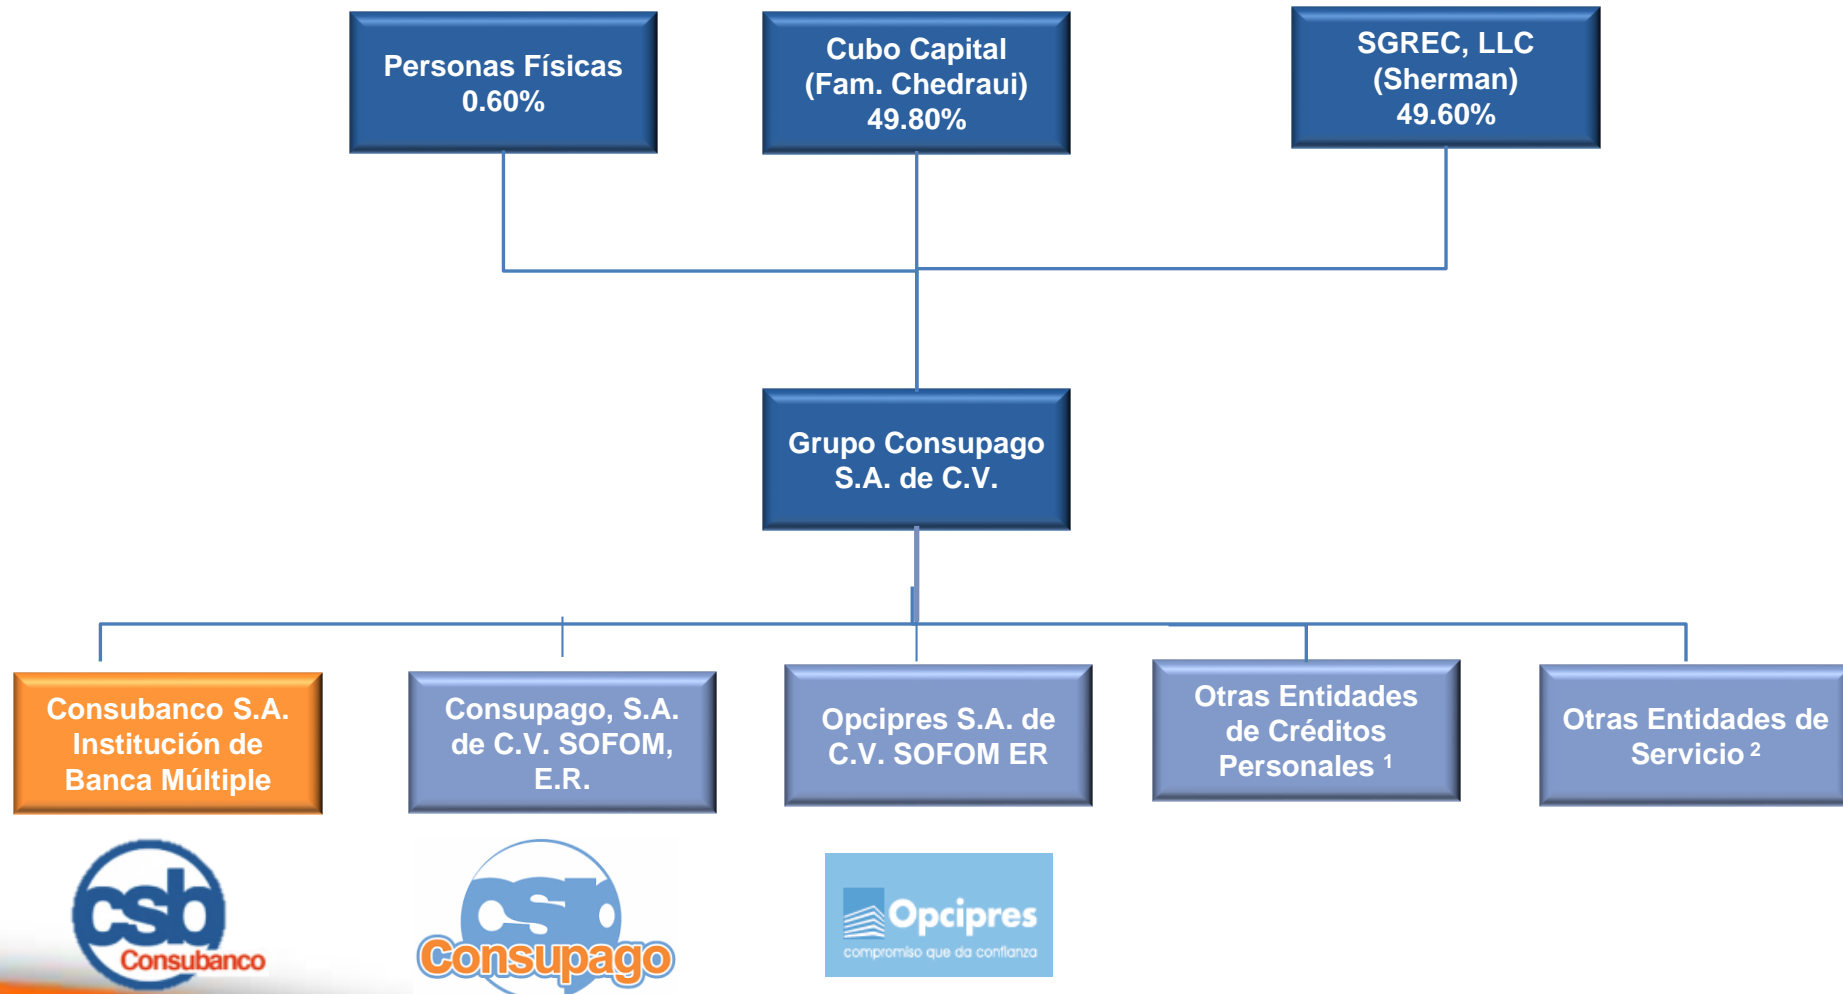 Personas Físicas
0.60%
Cubo Capital
(Fam. Chedraui)
49.80%
SGREC, LLC
(Sherman)
49.60%
Grupo Consupago
S.A. de C.V.
Consubanco S.A.
Institución de
Banca Múltiple
Consupago, S.A.
de C.V. SOFOM,
E.R.
Opcipres S.A. de
C.V. SOFOM ER
Otras Entidades
de Créditos
Personales 1
Otras Entidades de
Servicio 2
csb
Consubanco
csb
Consupago
Opcipres
compromiso que da confianza